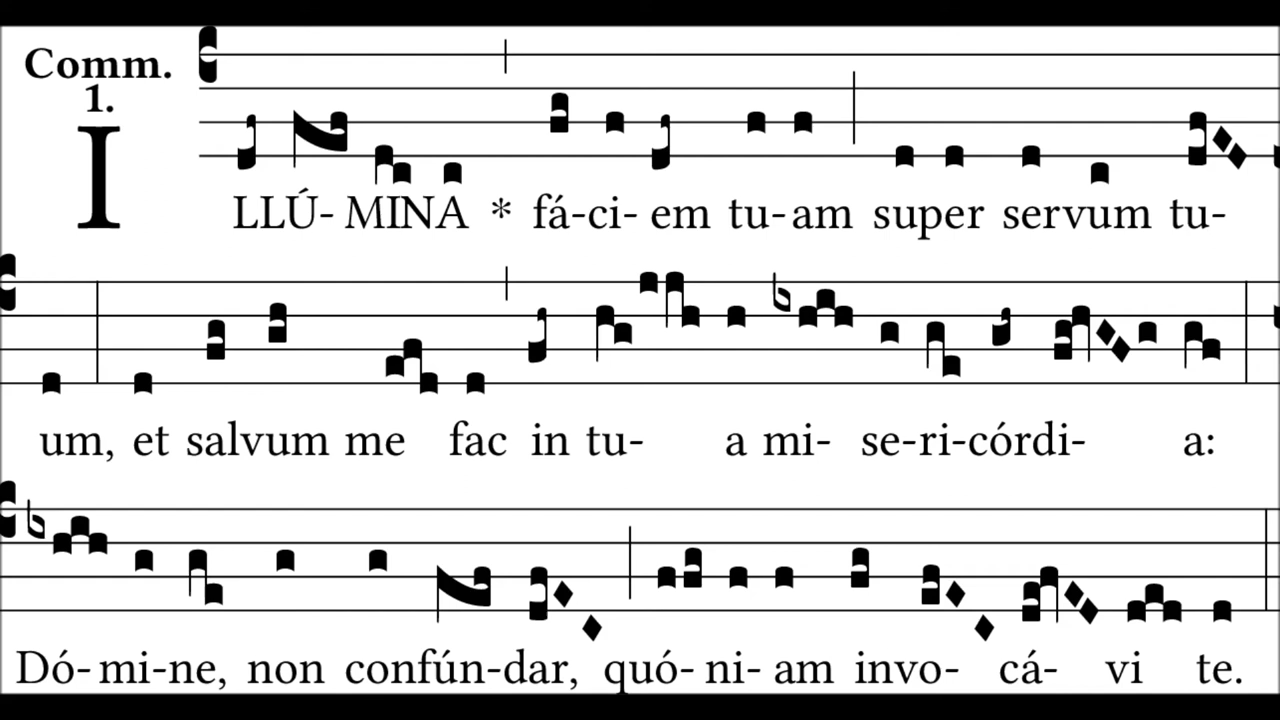 Comm.
1.
ILLÚ- MINA * fá-ci- em tu-am super servum tu-
um, et salvum me fac in tu- a mi- se-ri-córdi- a:
Dó-mi-ne, non confún-dar, quó-ni- am invo- cá- vi te.